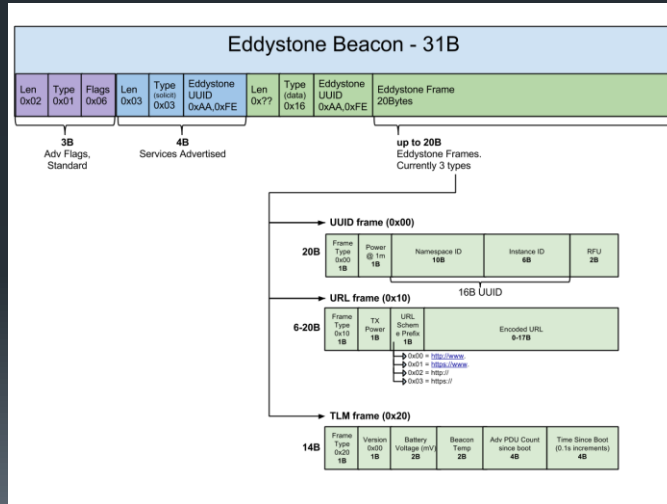 Eddystone Beacon - 31B
Len
0x02
Type
0x01
Flags
0x06
Len
0x03
Type
(solicit)
0x03
Eddystone
UUID
0xAA,0xFE
Len
0x??
Type
(data)
0x16
Eddystone
UUID
0xAA,0xFE
Eddystone Frame
20Bytes
3B
Adv Flags,
Standard
4B
Services Advertised
up to 20B
Eddystone Frames.
Currently 3 types
UUID frame (0x00)
20B
Frame
Type
0x00
1B
Power
@ 1m
1B
Namespace ID
10B
Instance ID
6B
RFU
2B
16B UUID
URL frame (0x10)
6-20B
Frame
Type
0x10
1B
TX
Power
1B
URL
Schem
e Prefix
1B
Encoded URL
0-17B
0x00 = http://www.
0x01 = https://www.
0x02 = http://
0x03 = https://
TLM frame (0x20)
14B
Frame
Type
0x20
1B
Version
0x00
1B
Battery
Voltage (mV)
2B
Beacon
Temp
2B
Adv PDU Count
since boot
4B
Time Since Boot
(0.1s increments)
4B